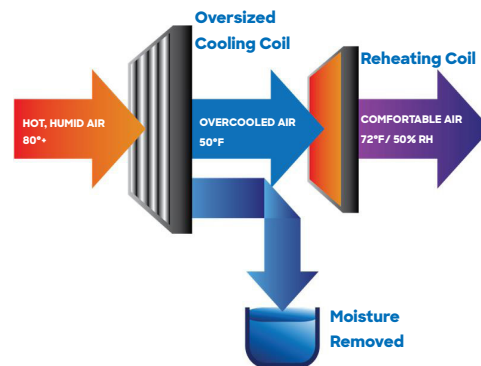 Oversized
Cooling Coil
Reheating Coil
HOT, HUMID AIR
80°+
OVERCOOLED AIR
50°F
COMFORTABLE AIR
72°F/ 50% RH
Moisture
Removed